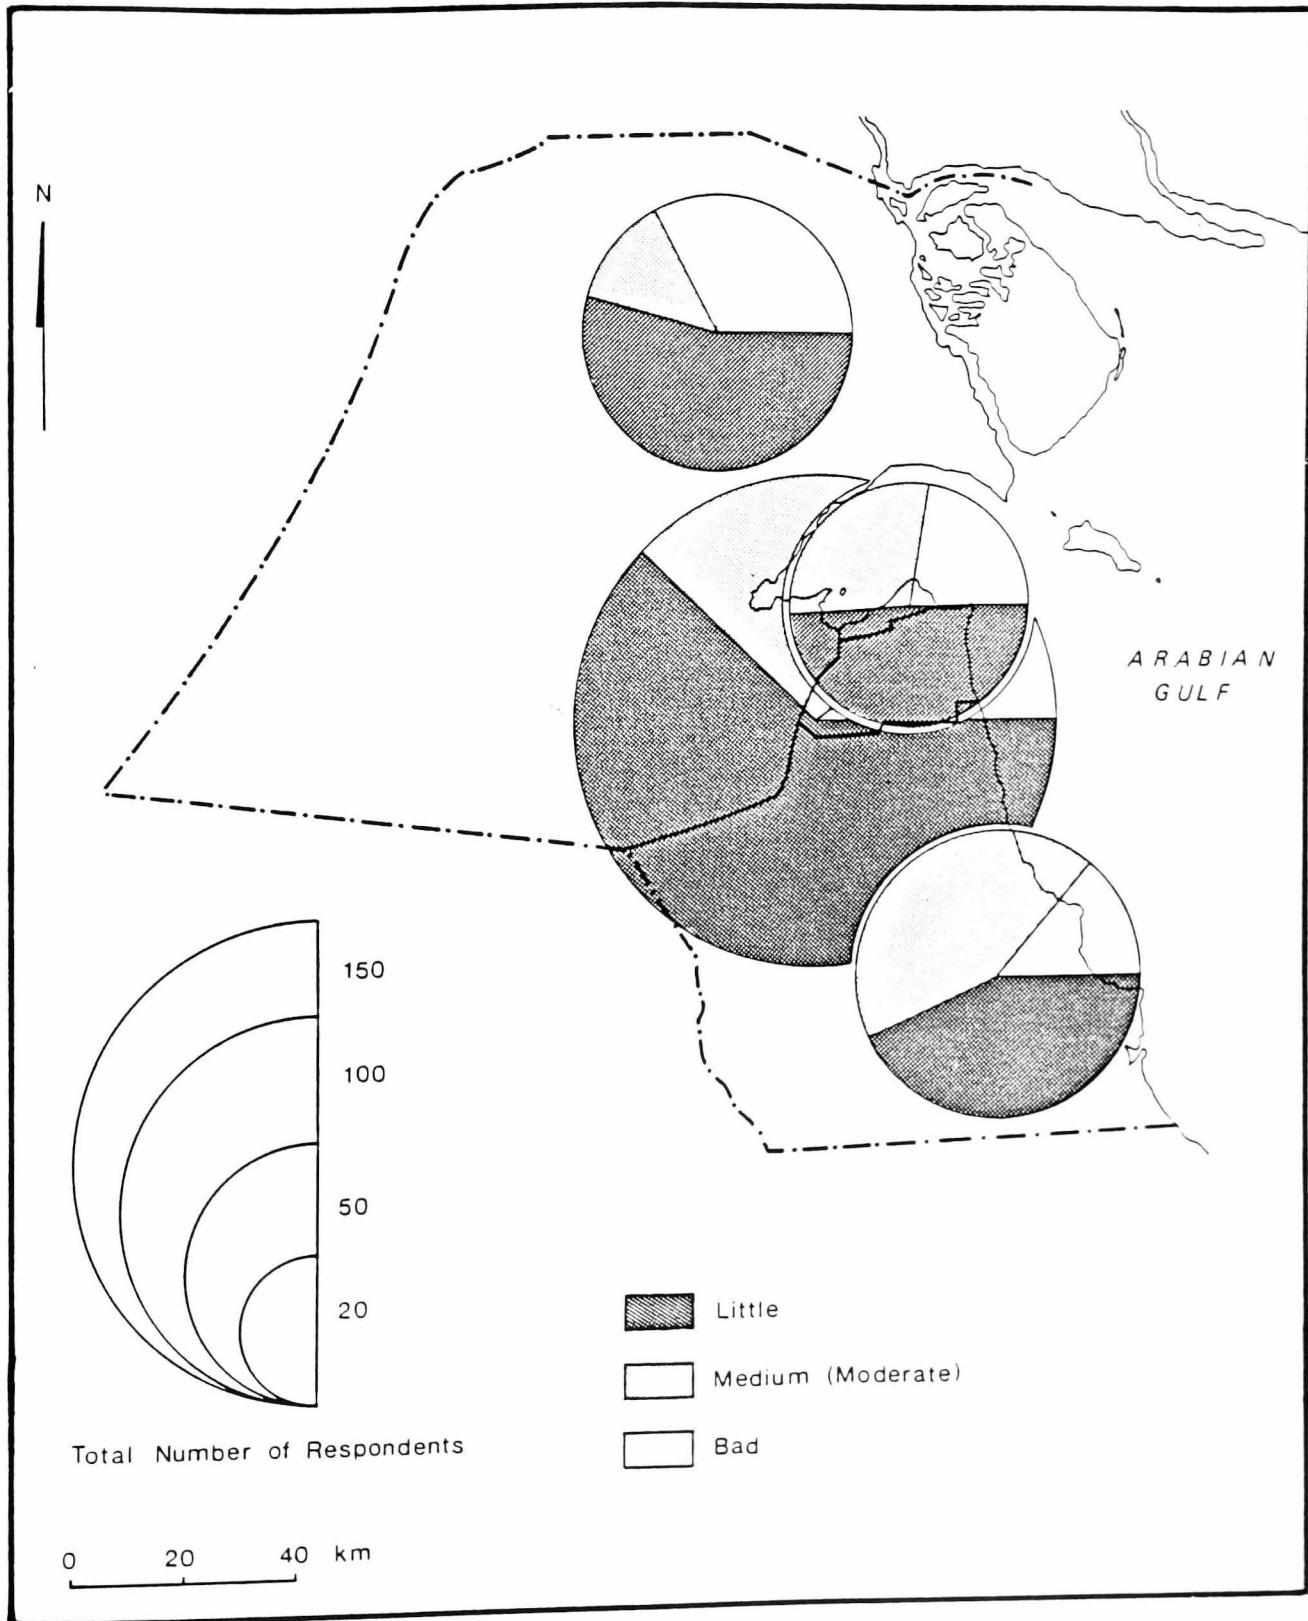 N
ARABIAN
GULF
150
100
50
20
Total Number of Respondents
Little
Medium (Moderate)
Bad
0 20 40 km